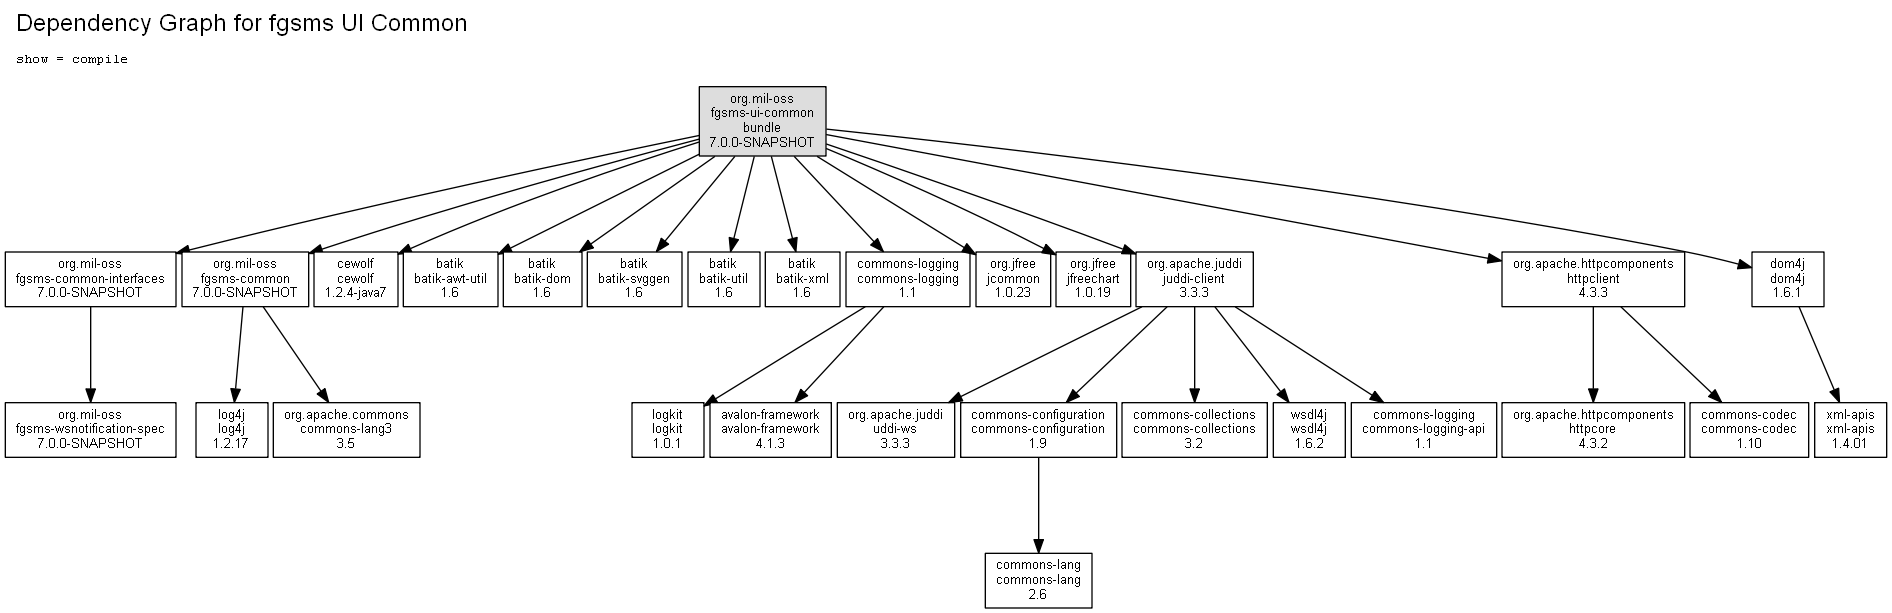 Dependency Graph for fgsms UI Common
show = compile
org.mil-oss
fgsms-ui-common
bundle
7.0.0-SNAPSHOT
org.mil-oss
fgsms-common-interfaces
7.0.0-SNAPSHOT
org.mil-oss
fgsms-common
7.0.0-SNAPSHOT
cewolf
cewolf
1.2.4-java7
batik
batik-awt-util
1.6
batik
batik-dom
1.6
batik
batik-svggen
1.6
batik
batik-util
1.6
batik
batik-xml
1.6
commons-logging
commons-logging
1.1
org.jfree
jcommon
1.0.23
org.jfree
jfreechart
1.0.19
org.apache.juddi
juddi-client
3.3.3
org.apache.httpcomponents
httpclient
4.3.3
dom4j
dom4j
1.6.1
org.mil-oss
fgsms-wsnotification-spec
7.0.0-SNAPSHOT
log4j
log4j
1.2.17
org.apache.commons
commons-lang3
3.5
logkit
logkit
1.0.1
avalon-framework
avalon-framework
4.1.3
org.apache.juddi
uddi-ws
3.3.3
commons-configuration
commons-configuration
1.9
commons-collections
commons-collections
3.2
wsdl4j
wsdl4j
1.6.2
commons-logging
commons-logging-api
1.1
org.apache.httpcomponents
httpcore
4.3.2
commons-codec
commons-codec
1.10
xml-apis
xml-apis
1.4.01
commons-lang
commons-lang
2.6